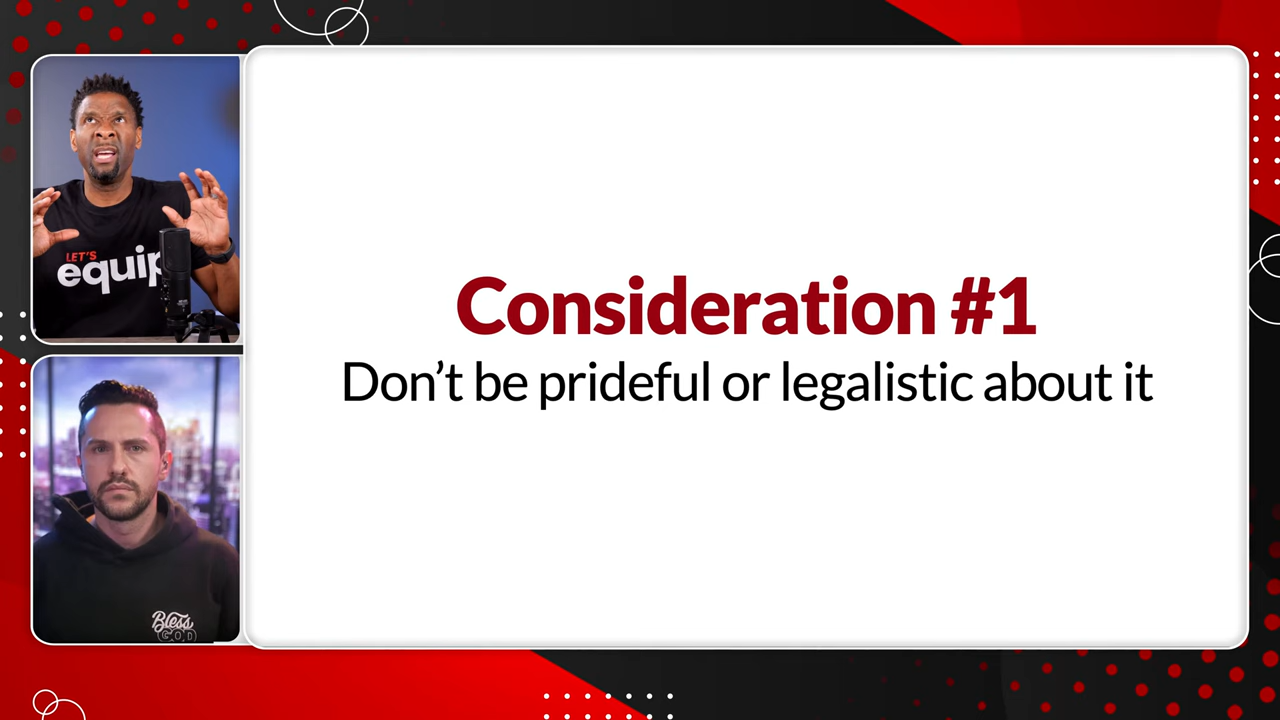 LET'S
equip
Bless
GOD
Consideration #1
Don’t be prideful or legalistic about it